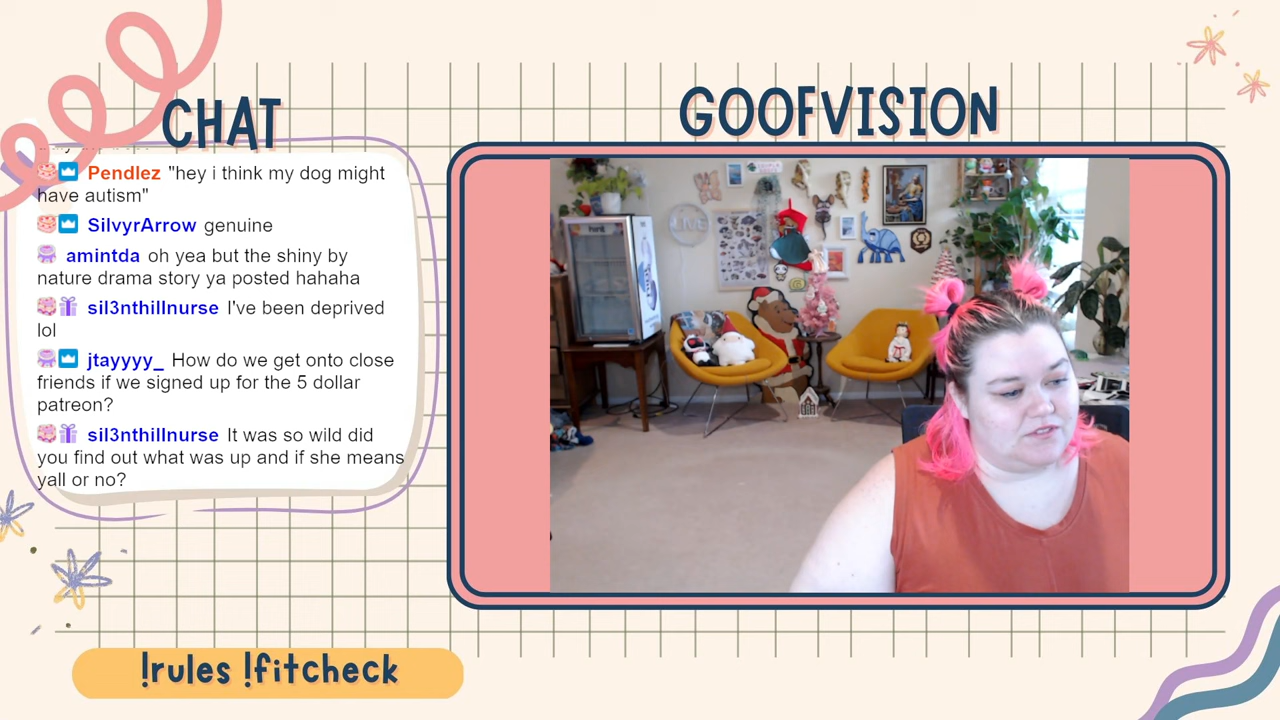 CHAT
GOOFVISION
Pendlez "hey i think my dog might
have autism"
SilvyrArrow genuine
amintda oh yea but the shiny by
nature drama story ya posted hahaha
sil3nthillnurse I've been deprived
lol
jtayyyy_ How do we get onto close
friends if we signed up for the 5 dollar
patreon?
sil3nthillnurse It was so wild did
you find out what was up and if she means
yall or no?
LIVE
!rules !fitcheck